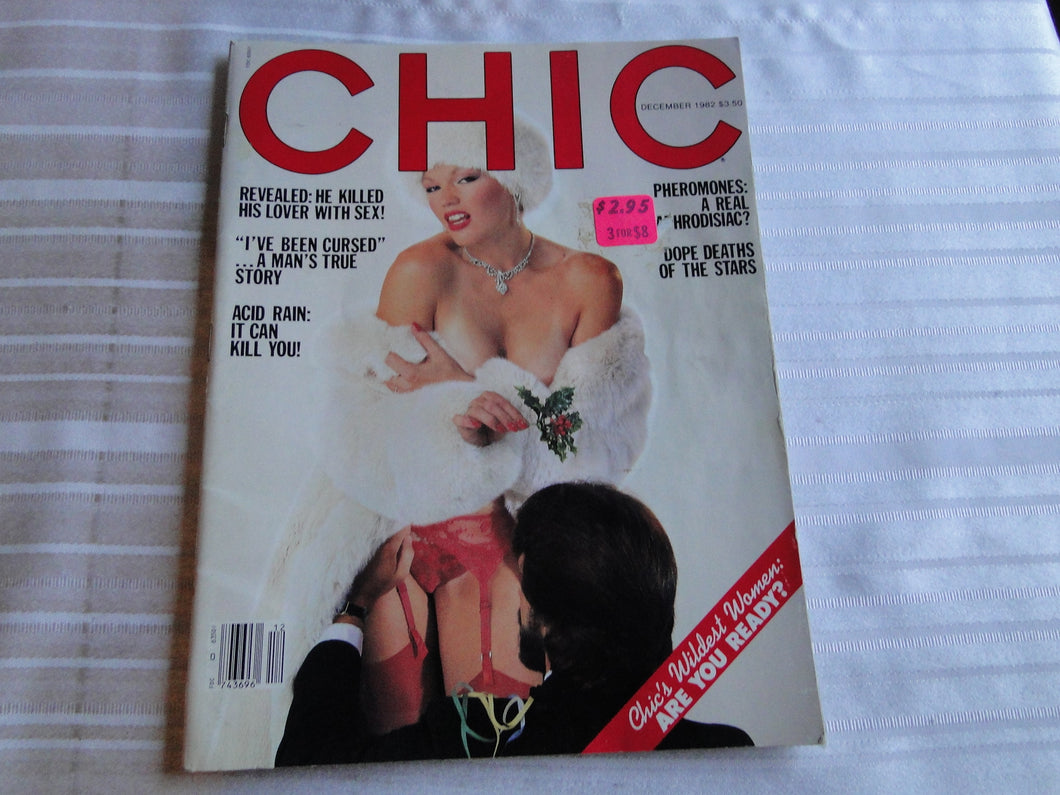 CHIC
DECEMBER 1982 $3.50
REVEALED: HE KILLED
HIS LOVER WITH SEX!
"I'VE BEEN CURSED"
...A MAN'S TRUE
STORY
ACID RAIN:
IT CAN
KILL YOU!
$2.95
3 FOR $8
PHEROMONES:
A REAL
HRODISIAC?
DOPE DEATHS
OF THE STARS
Chic's Wildest Women:
ARE YOU READY?
12
743696